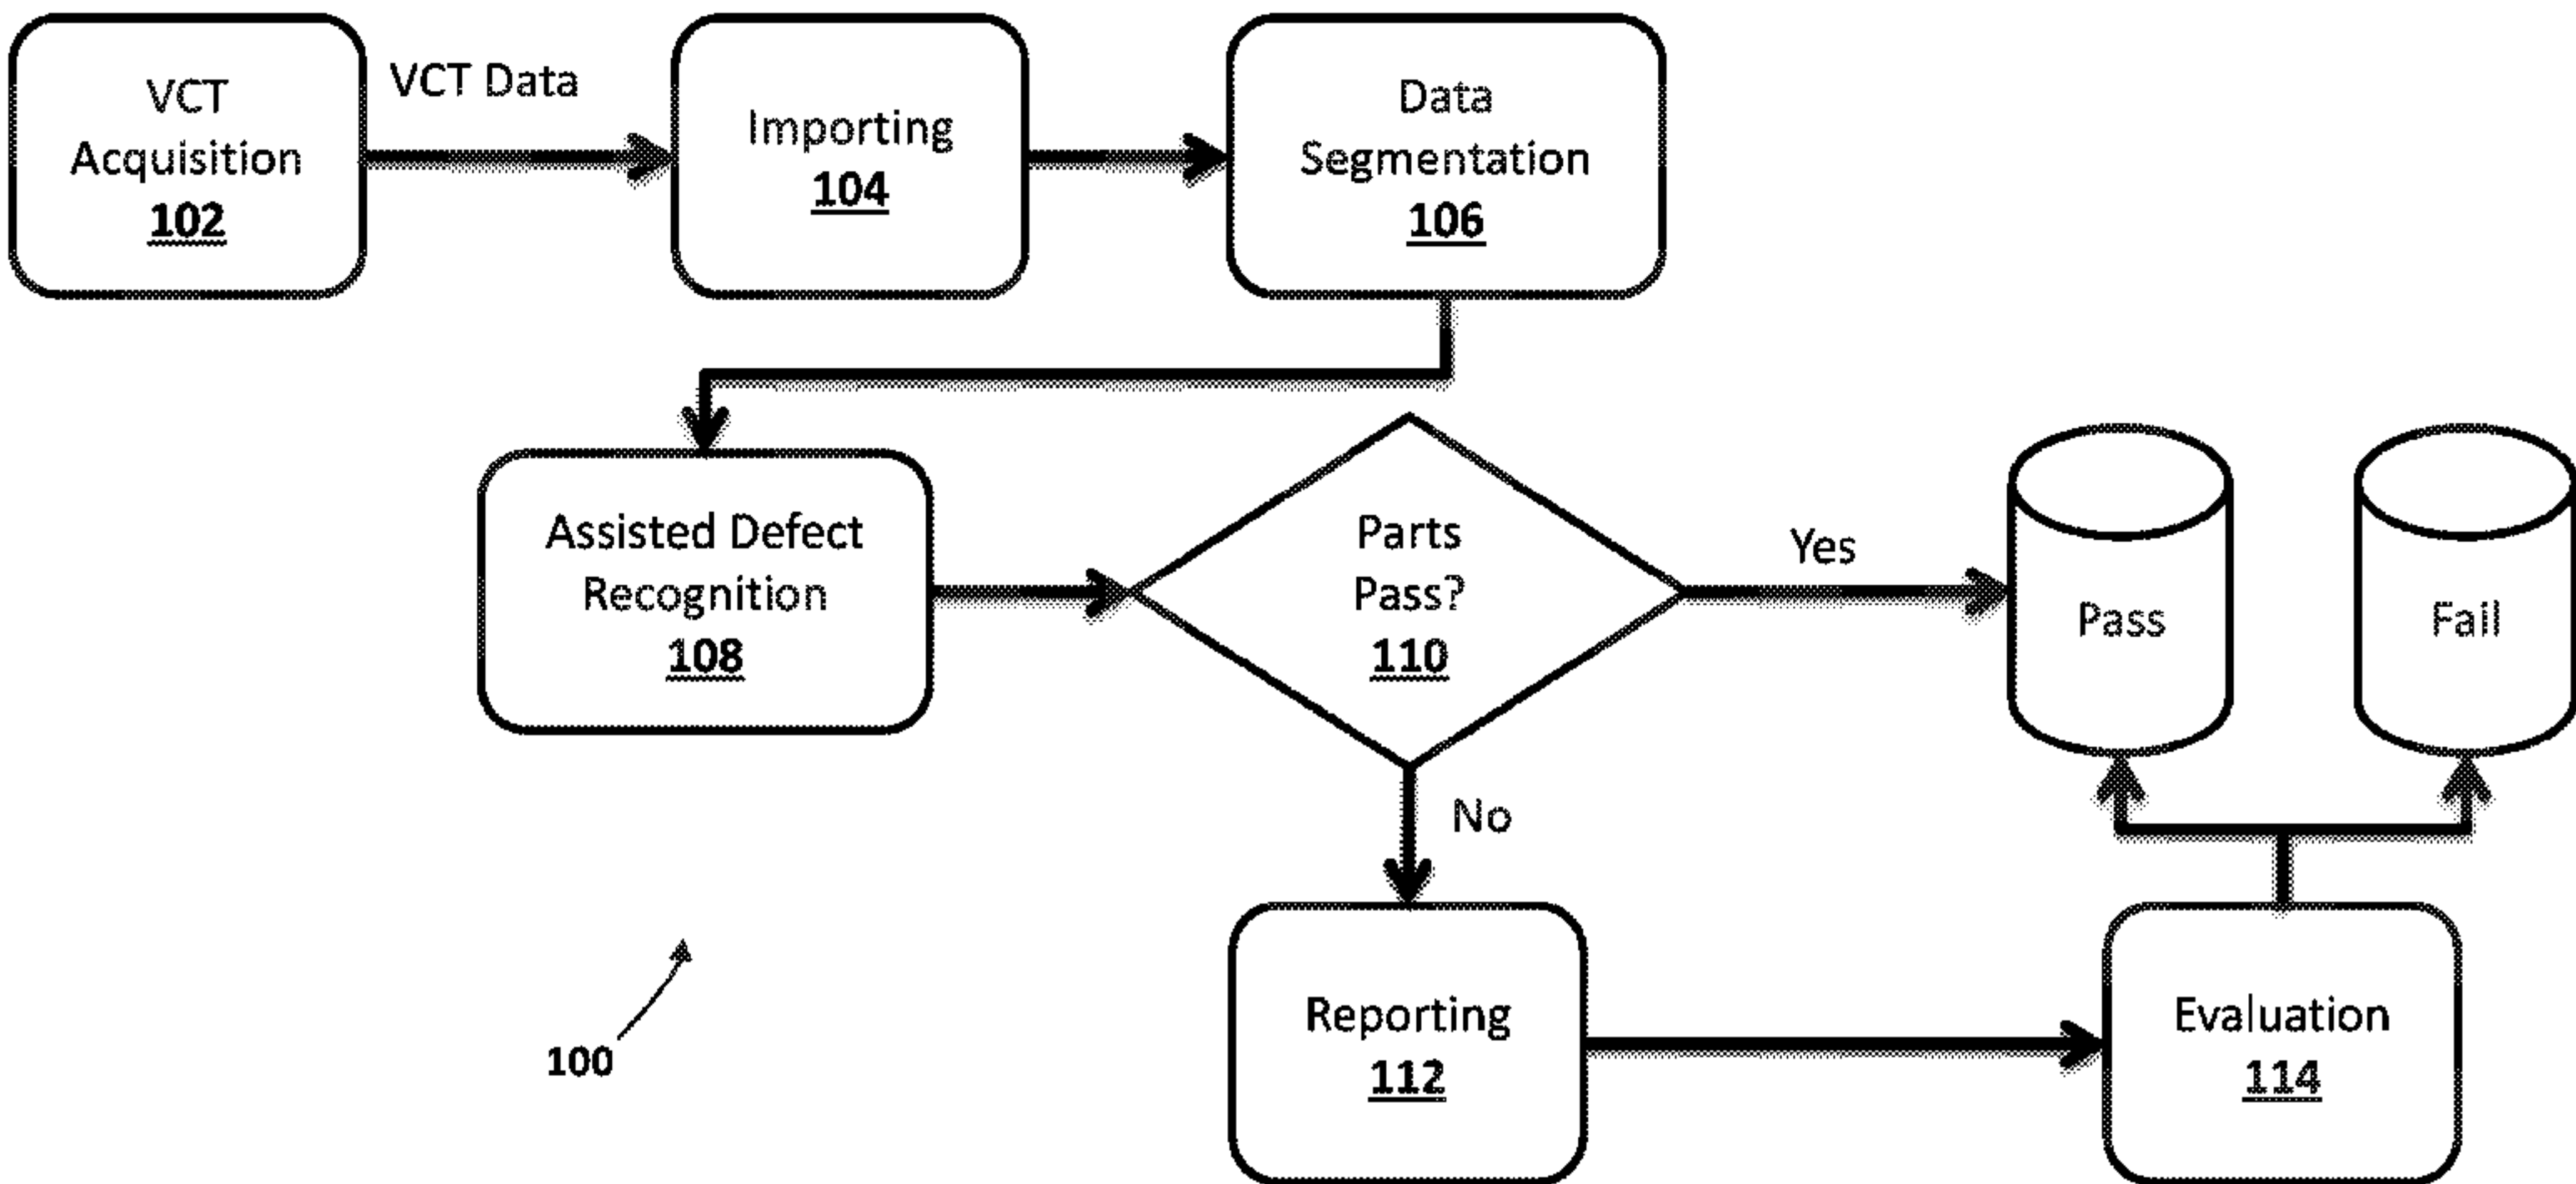 VCT
Acquisition
102
VCT Data
Importing
104
Data
Segmentation
106
Assisted Defect
Recognition
108
Parts
Pass?
110
Yes
Pass
Fail
No
Reporting
112
Evaluation
114
100